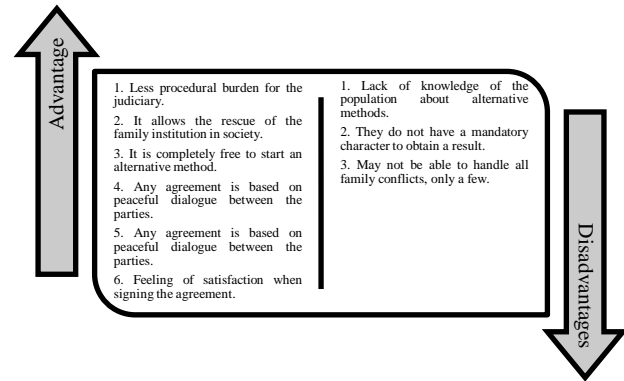 Advantage
1. Less procedural burden for the
judiciary.
2. It allows the rescue of the
family institution in society.
3. It is completely free to start an
alternative method.
4. Any agreement is based on
peaceful dialogue between the
parties.
5. Any agreement is based on
peaceful dialogue between the
parties.
6. Feeling of satisfaction when
signing the agreement.
1. Lack of knowledge of the
population about alternative
methods.
2. They do not have a mandatory
character to obtain a result.
3. May not be able to handle all
family conflicts, only a few.
Disadvantages